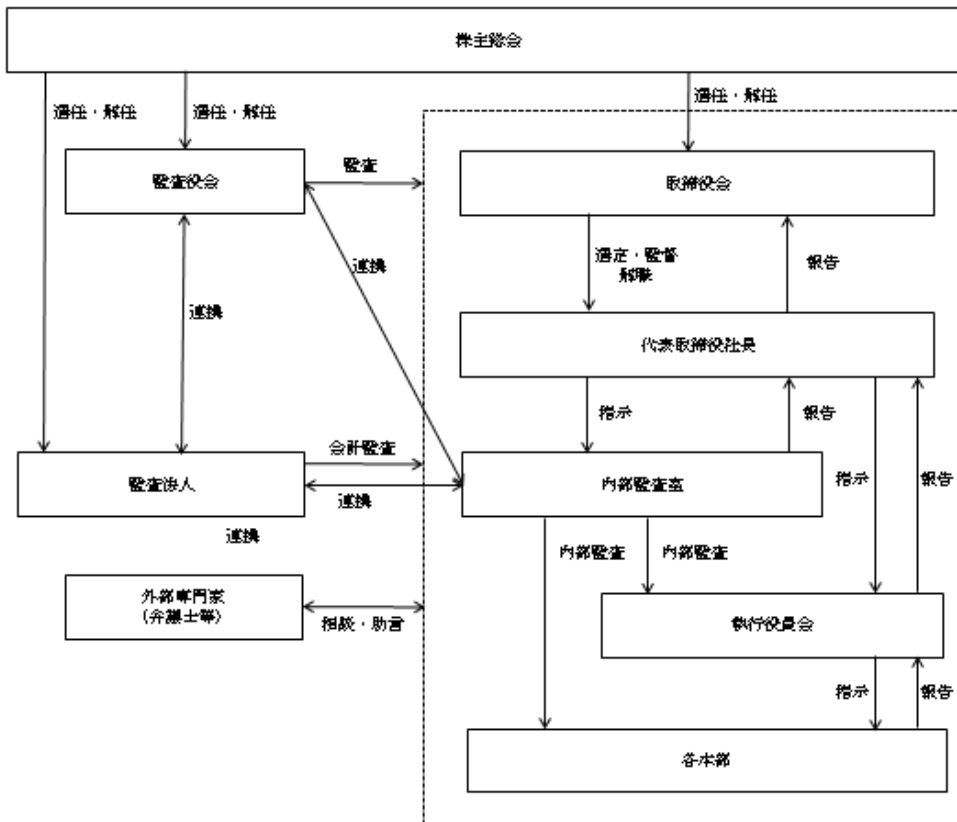 株主総会
選任・解任
選任・解任
選任・解任
監査役会
監査
取締役会
連携
選定・監督
解職
報告
連携
代表取締役社長
指示
報告
会計監査
監査法人
連携
内部監査室
指示
報告
連携
内部監査
内部監査
外部専門家
(弁護士等)
相談・助言
執行役員会
指示
報告
各本部